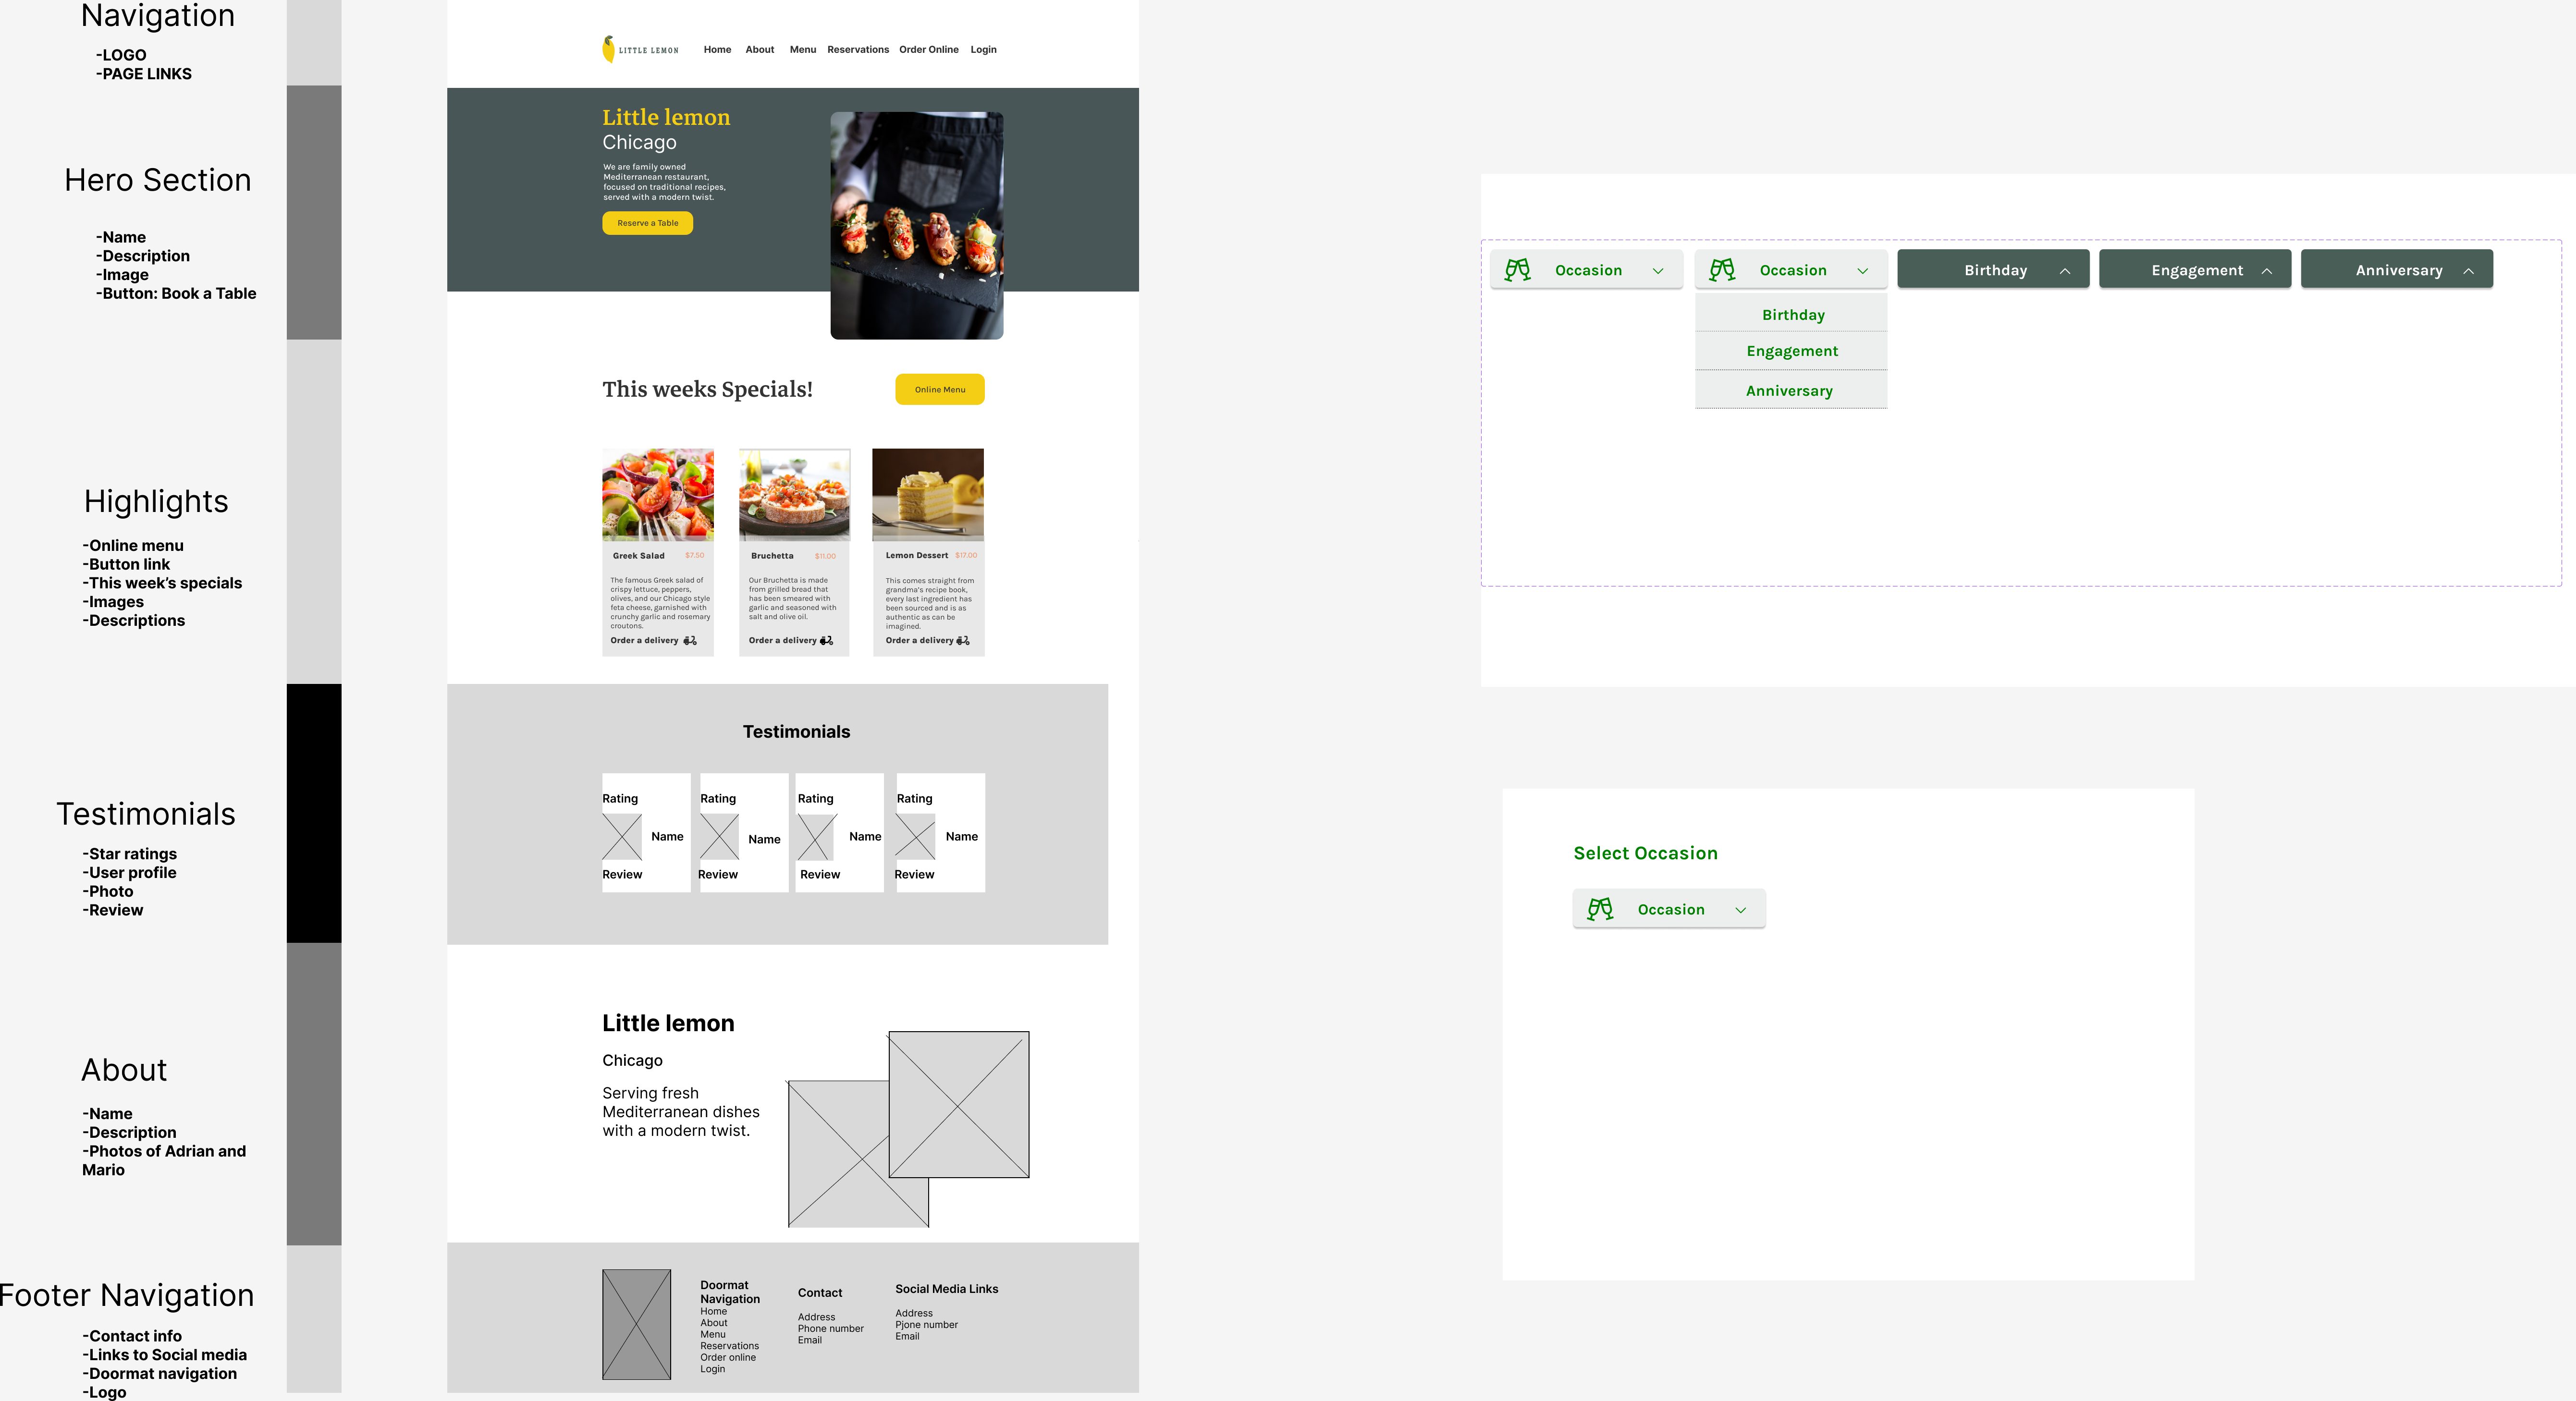 Navigation
-LOGO
-PAGE LINKS
Hero Section
-Name
-Description
-Image
-Button: Book a Table
Highlights
-Online menu
-Button link
-This week's specials
-Images
-Descriptions
Testimonials
-Star ratings
-User profile
-Photo
-Review
About
-Name
-Description
-Photos of Adrian and
Mario
Footer Navigation
-Contact info
-Links to Social media
-Doormat navigation
-Logo
LITTLE LEMON
Home About Menu Reservations Order Online Login
Little lemon
Chicago
We are family owned
Mediterranean restaurant,
focused on traditional recipes,
served with a modern twist.
Reserve a Table
This weeks Specials!
Online Menu
Greek Salad $7.50
The famous Greek salad of
crispy lettuce, peppers,
olives, and our Chicago style
feta cheese, garnished with
crunchy garlic and rosemary
croutons.
Order a delivery
Bruchetta $11.00
Our Bruchetta is made
from grilled bread that
has been smeared with
garlic and seasoned with
salt and olive oil.
Order a delivery
Lemon Dessert $17.00
This comes straight from
grandma's recipe book,
every last ingredient has
been sourced and is as
authentic as can be
imagined.
Order a delivery
Testimonials
Rating
Name
Review
Rating
Name
Review
Rating
Name
Review
Rating
Name
Review
Little lemon
Chicago
Serving fresh
Mediterranean dishes
with a modern twist.
Doormat
Navigation
Home
About
Menu
Reservations
Order online
Login
Contact
Address
Phone number
Email
Social Media Links
Address
Pjone number
Email
Occasion
Occasion
Birthday
Engagement
Anniversary
Birthday
Engagement
Anniversary
Select Occasion
Occasion